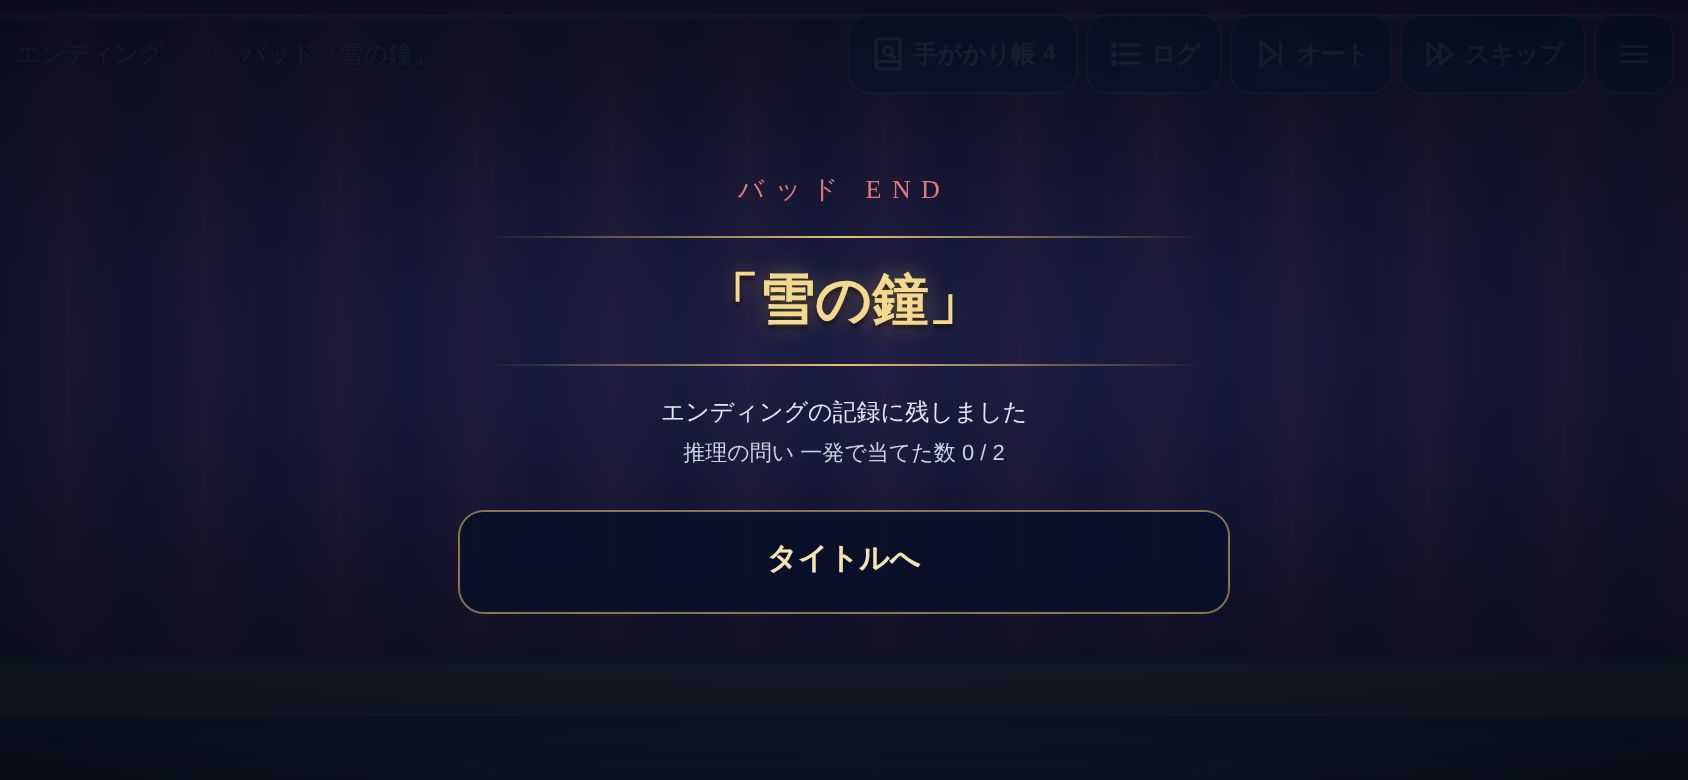 エンディング / バッド「雪の鐘」 手がかり帳 4 ログ オート スキップ
バッド END
「雪の鐘」
エンディングの記録に残しました
推理の問い 一発で当てた数 0 / 2
タイトルへ